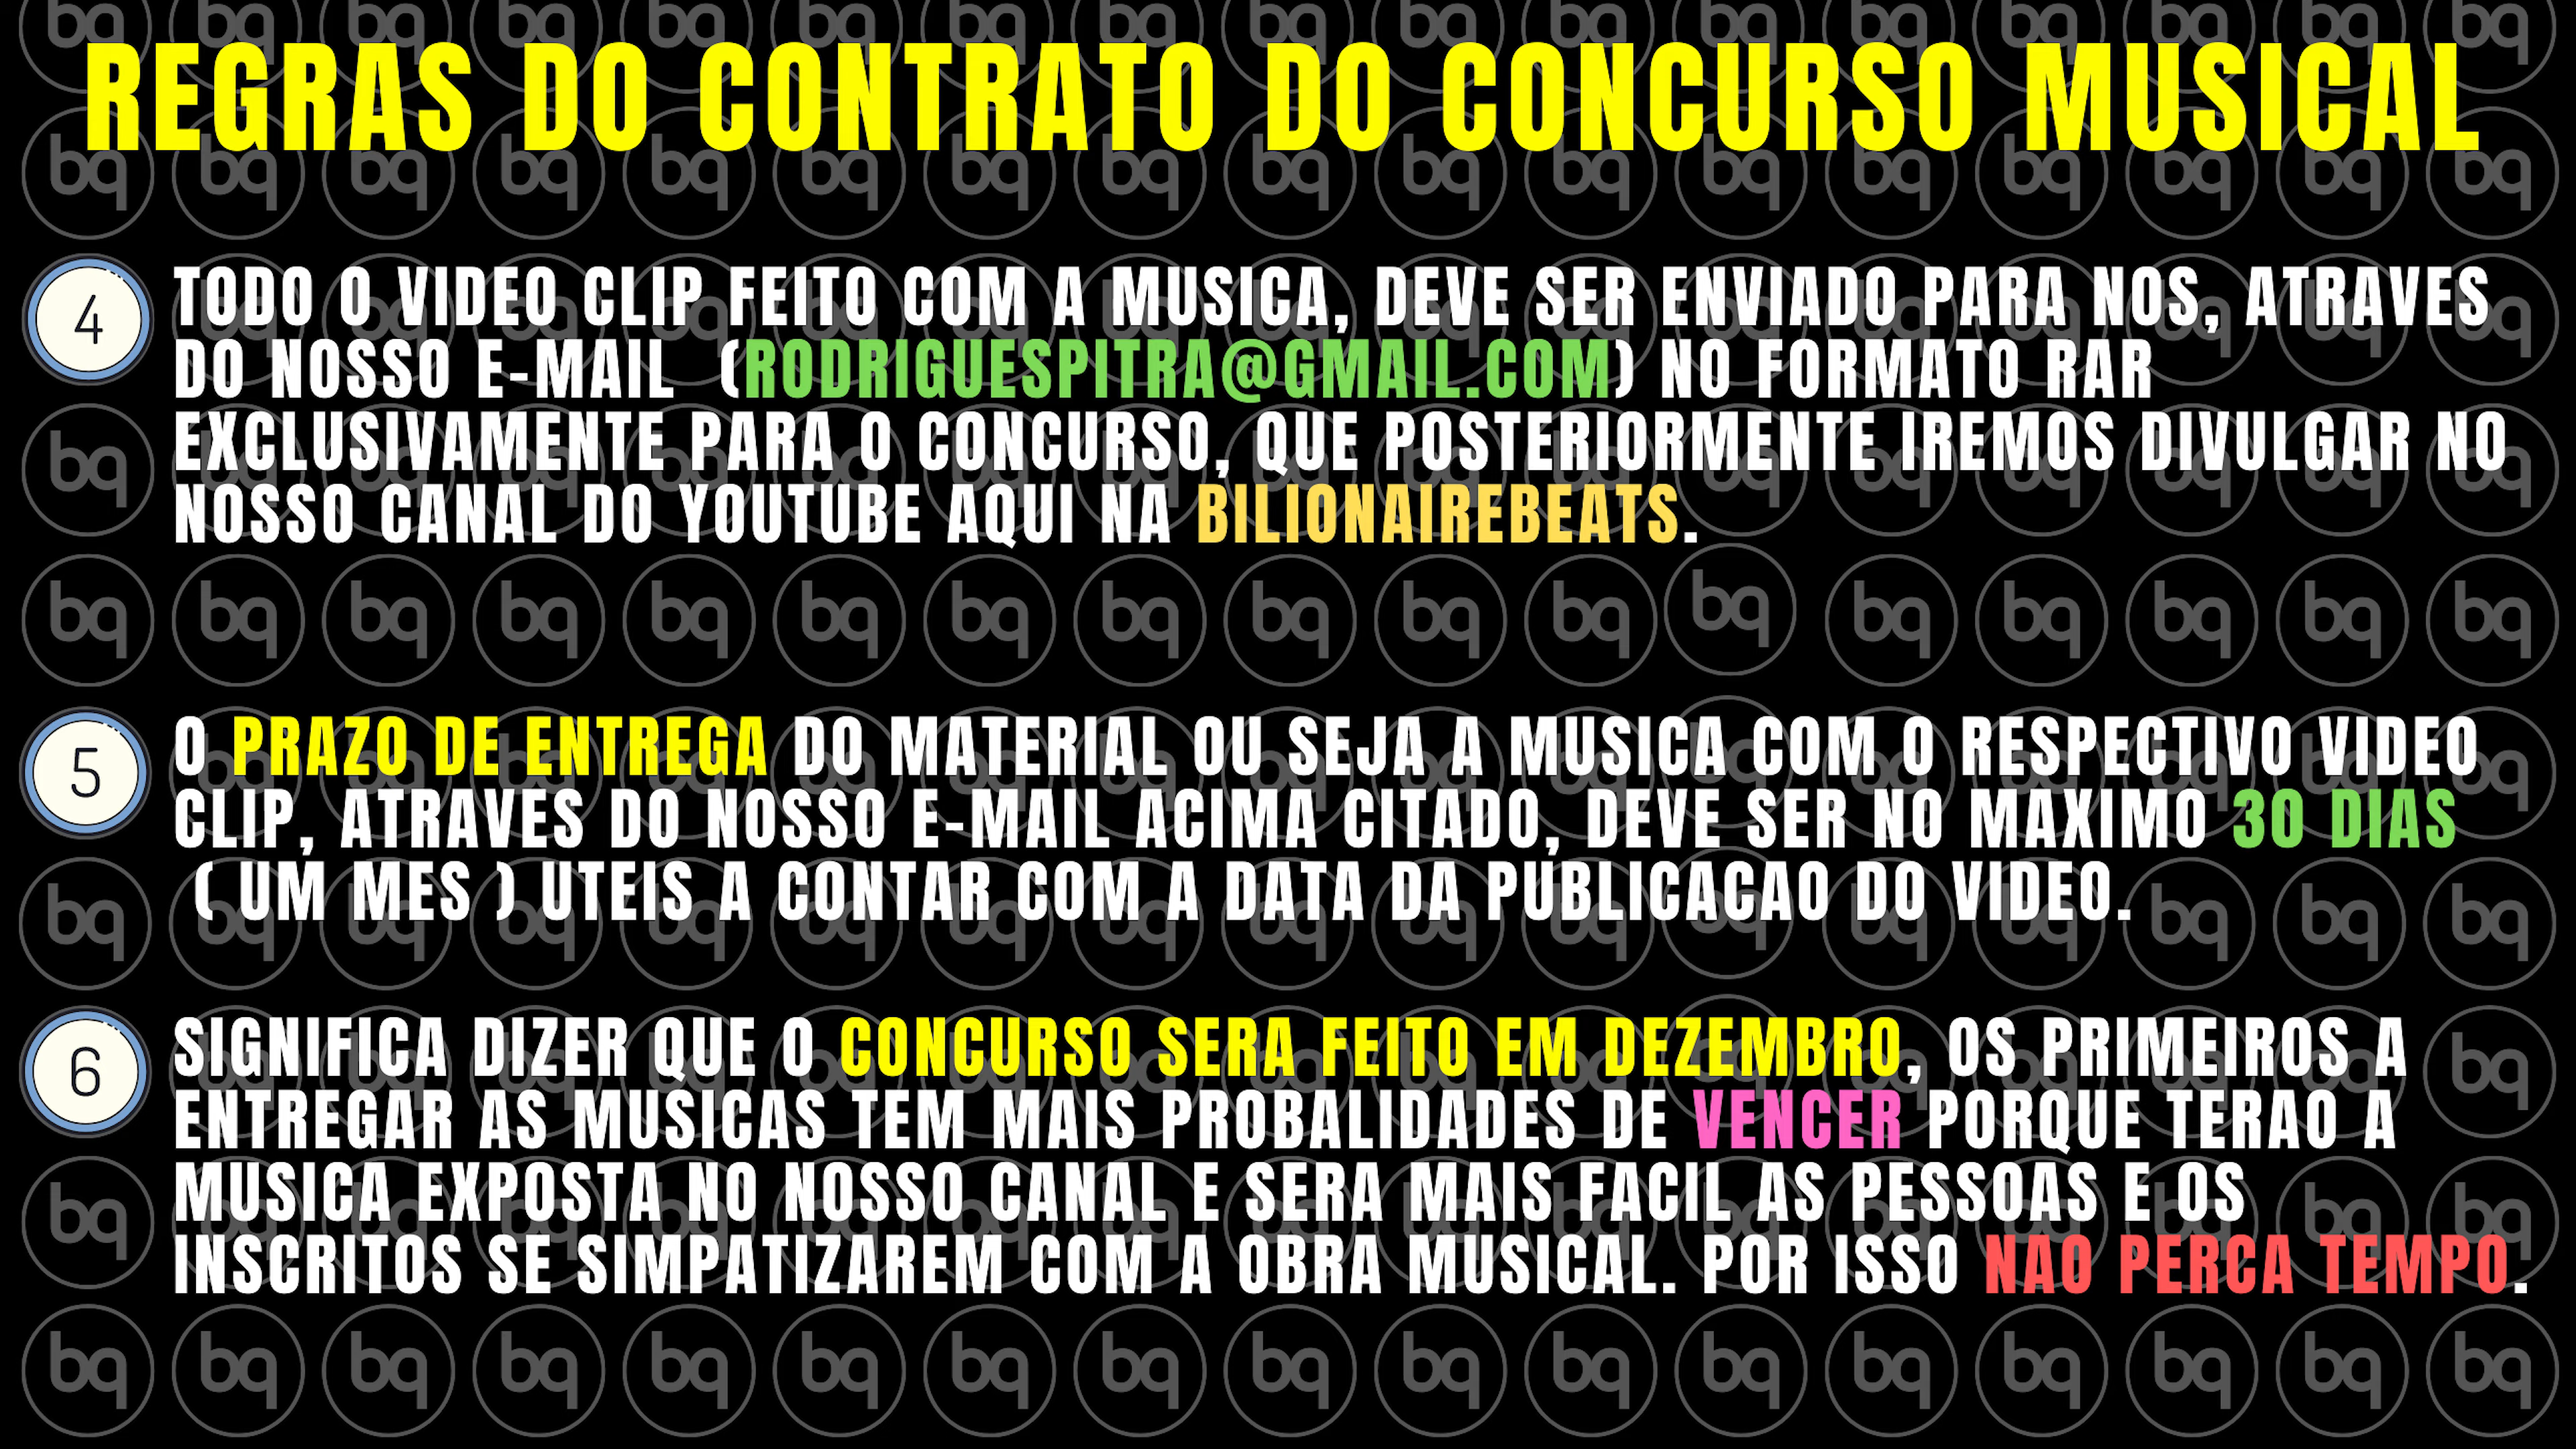 REGRAS DO CONTRATO DO CONCURSO MUSICAL
4
TODO O VIDEO CLIP FEITO COM A MUSICA, DEVE SER ENVIADO PARA NOS, ATRAVES
DO NOSSO E-MAIL (RODRIGUESPITRA@GMAIL.COM) NO FORMATO RAR
EXCLUSIVAMENTE PARA O CONCURSO, QUE POSTERIORMENTE IREMOS DIVULGAR NO
NOSSO CANAL DO YOUTUBE AQUI NA BILIONAIREBEATS.
5
O PRAZO DE ENTREGA DO MATERIAL OU SEJA A MUSICA COM O RESPECTIVO VIDEO
CLIP, ATRAVES DO NOSSO E-MAIL ACIMA CITADO, DEVE SER NO MAXIMO 30 DIAS
( UM MES ) UTEIS A CONTAR COM A DATA DA PUBLICACAO DO VIDEO.
6
SIGNIFICA DIZER QUE O CONCURSO SERA FEITO EM DEZEMBRO, OS PRIMEIROS A
ENTREGAR AS MUSICAS TEM MAIS PROBALIDADES DE VENCER PORQUE TERAO A
MUSICA EXPOSTA NO NOSSO CANAL E SERA MAIS FACIL AS PESSOAS E OS
INSCRITOS SE SIMPATIZAREM COM A OBRA MUSICAL. POR ISSO NAO PERCA TEMPO.